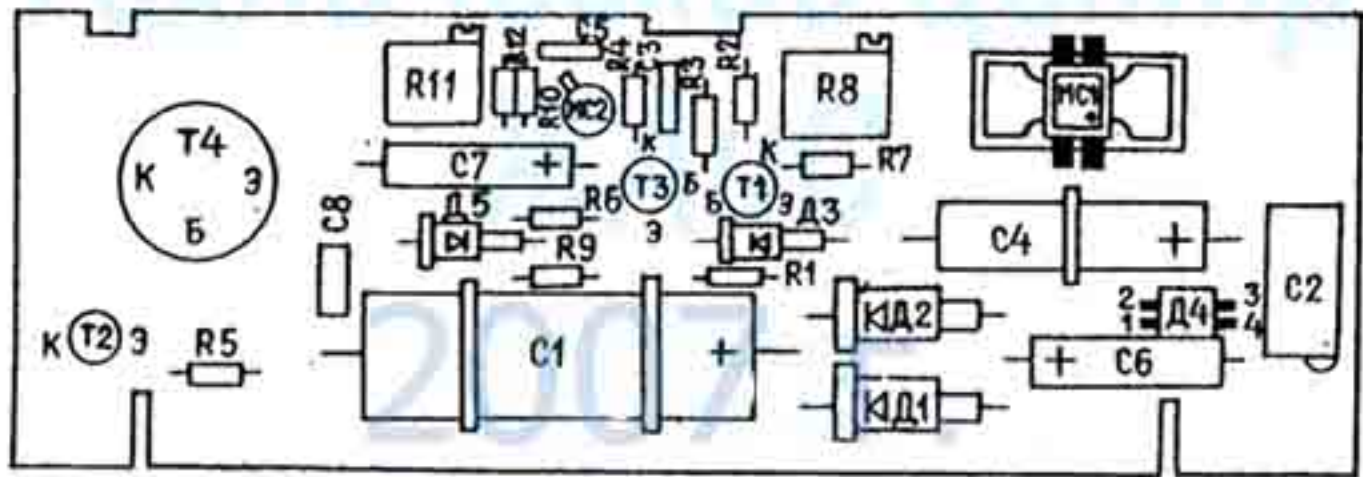 R11
R12
R10
C5
MC2
R4
C3
R3
R2
R8
MC1
T4
К Э
Б
C7 +
К
T3 Б
Э
К
Б T1 Э
R7
C8
Д5
R6
R9
Д3
R1
C4 +
C2
К T2 Э
R5
C1 +
Д2
Д1
2 Д4 3
1 4
+ C6
2007